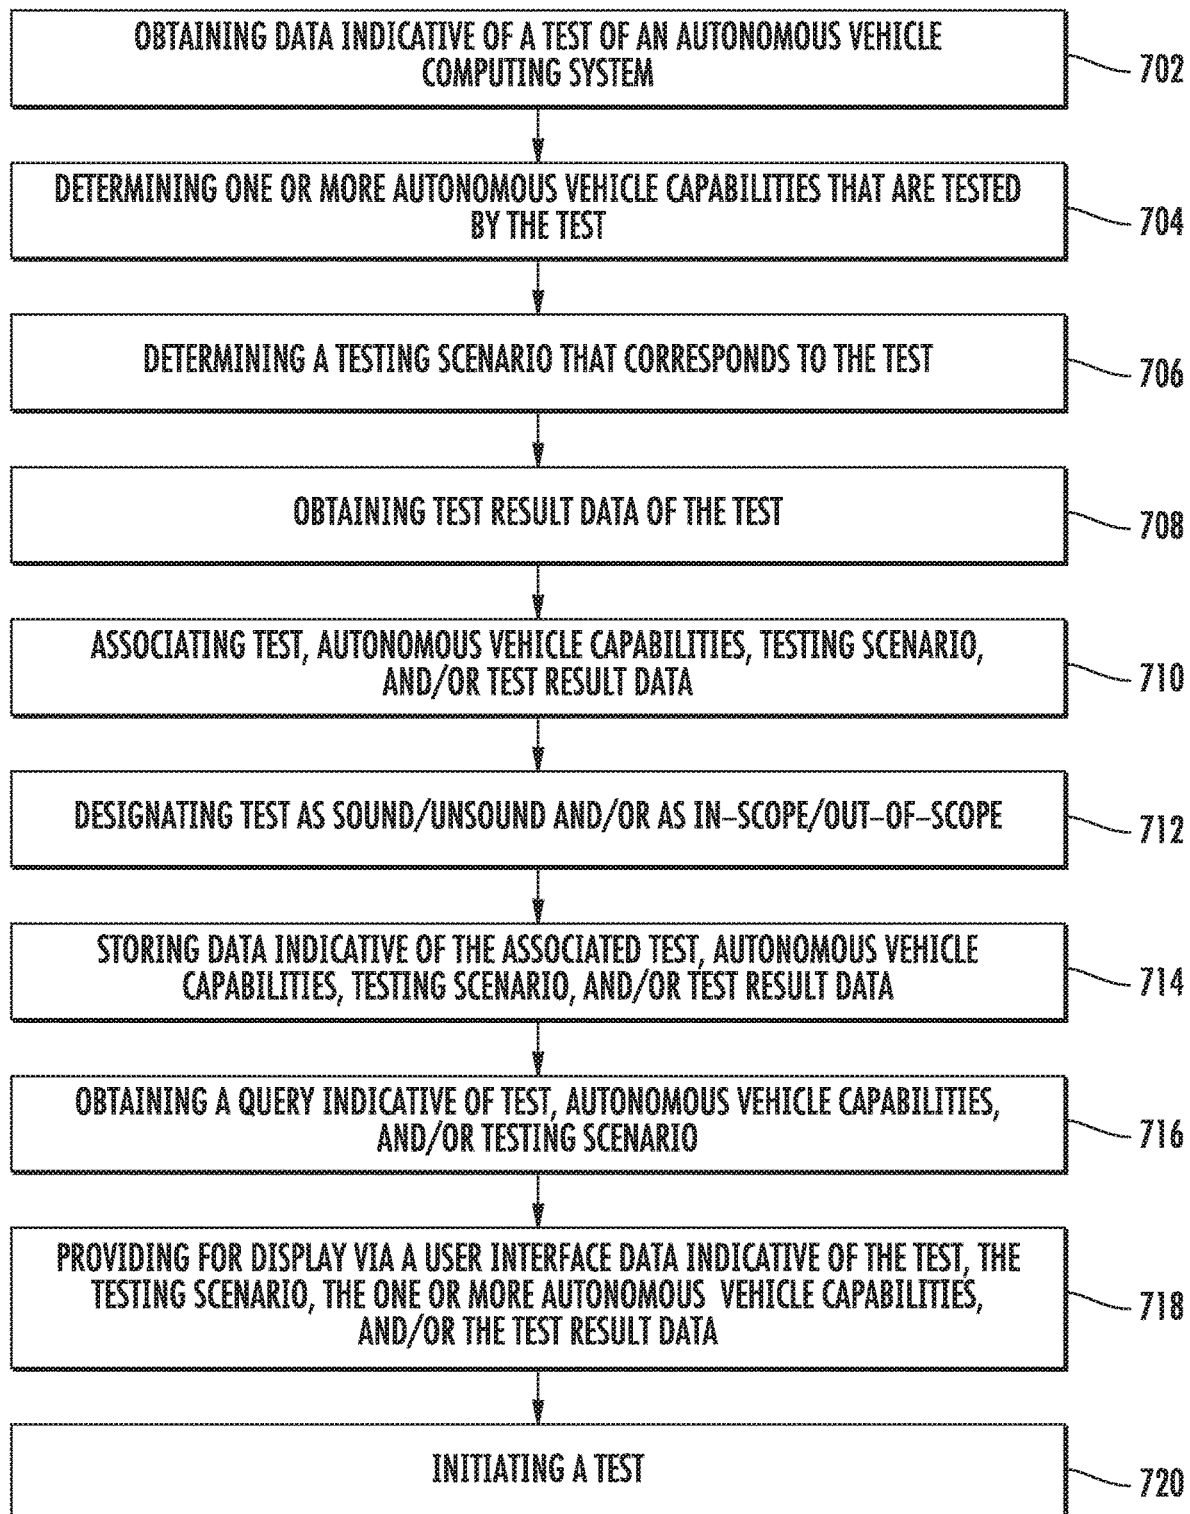 OBTAINING DATA INDICATIVE OF A TEST OF AN AUTONOMOUS VEHICLE
COMPUTING SYSTEM
702
DETERMINING ONE OR MORE AUTONOMOUS VEHICLE CAPABILITIES THAT ARE TESTED
BY THE TEST
704
DETERMINING A TESTING SCENARIO THAT CORRESPONDS TO THE TEST
706
OBTAINING TEST RESULT DATA OF THE TEST
708
ASSOCIATING TEST, AUTONOMOUS VEHICLE CAPABILITIES, TESTING SCENARIO,
AND/OR TEST RESULT DATA
710
DESIGNATING TEST AS SOUND/UNSOUND AND/OR AS IN–SCOPE/OUT–OF–SCOPE
712
STORING DATA INDICATIVE OF THE ASSOCIATED TEST, AUTONOMOUS VEHICLE
CAPABILITIES, TESTING SCENARIO, AND/OR TEST RESULT DATA
714
OBTAINING A QUERY INDICATIVE OF TEST, AUTONOMOUS VEHICLE CAPABILITIES,
AND/OR TESTING SCENARIO
716
PROVIDING FOR DISPLAY VIA A USER INTERFACE DATA INDICATIVE OF THE TEST, THE
TESTING SCENARIO, THE ONE OR MORE AUTONOMOUS VEHICLE CAPABILITIES,
AND/OR THE TEST RESULT DATA
718
INITIATING A TEST
720